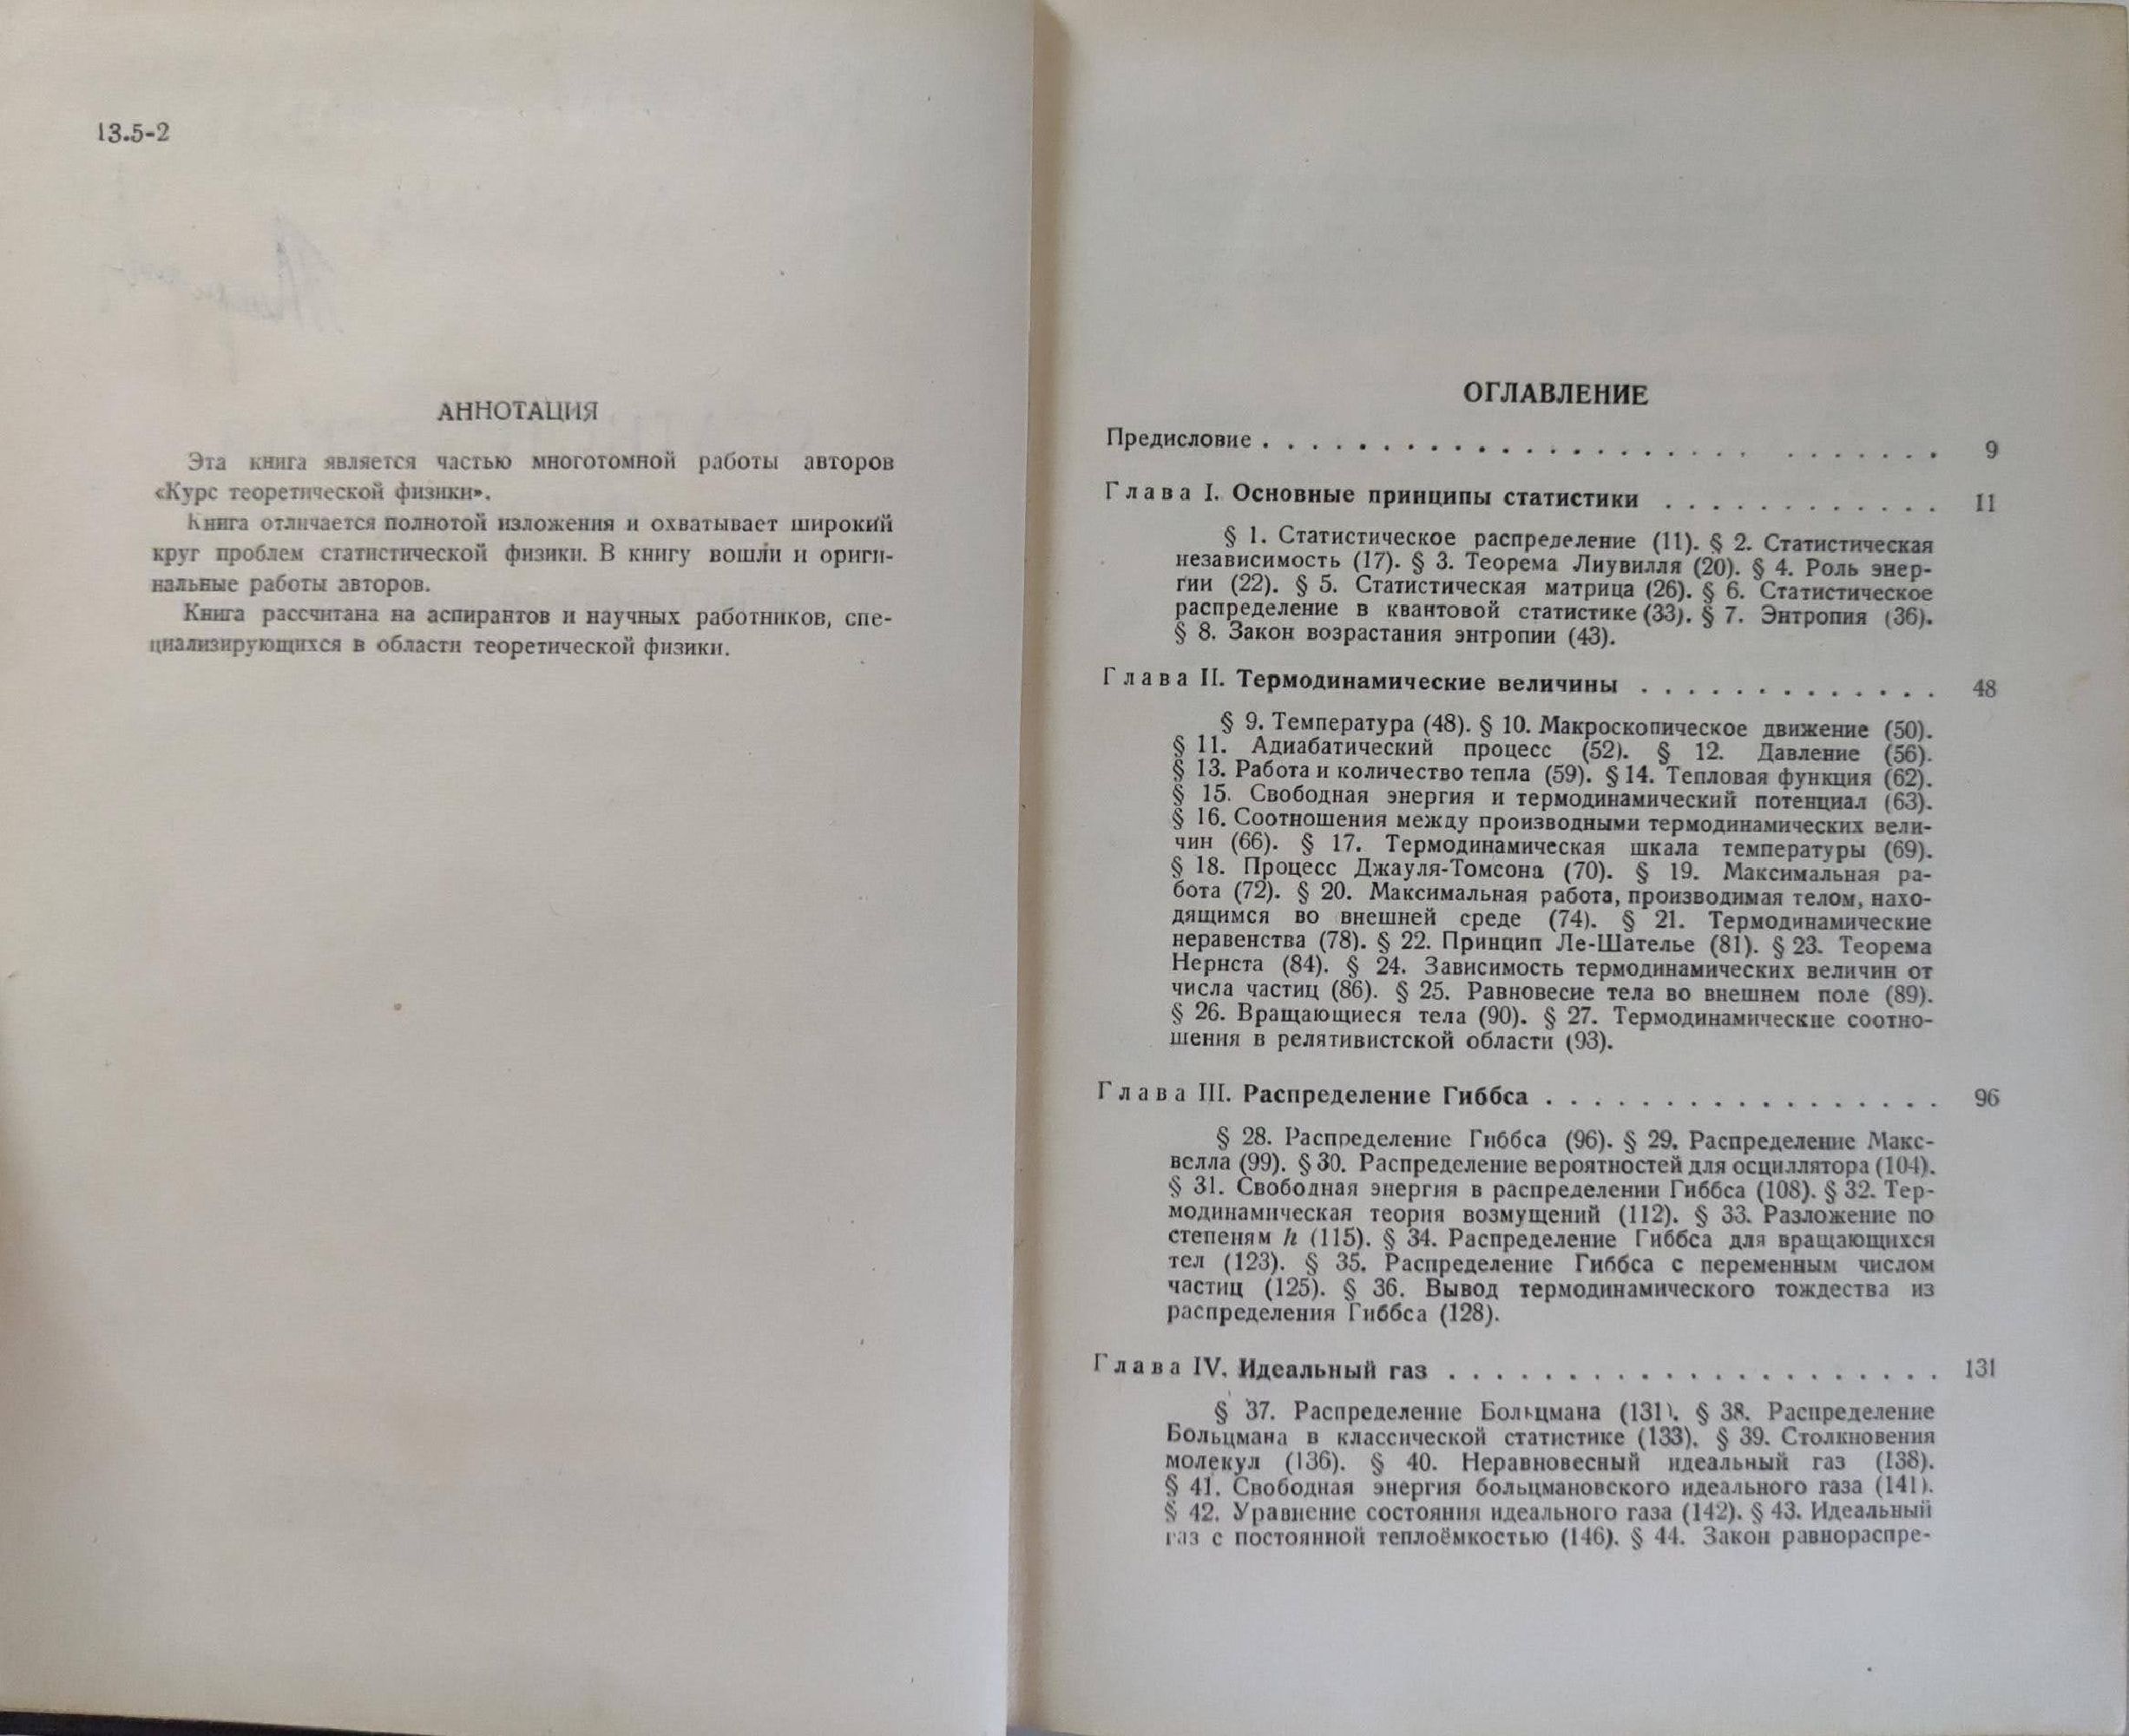 13.5-2
АННОТАЦИЯ
Эта книга является частью многотомной работы авторов
«Курс теоретической физики».
Книга отличается полнотой изложения и охватывает широкий
круг проблем статистической физики. В книгу вошли и ориги-
нальные работы авторов.
Книга рассчитана на аспирантов и научных работников, спе-
циализирующихся в области теоретической физики.
ОГЛАВЛЕНИЕ
Предисловие . . . . . . . . . . . . . . . . . . . . . . 9
Глава I. Основные принципы статистики . . . . . . . . . . . . 11
§ 1. Статистическое распределение (11). § 2. Статистическая
независимость (17). § 3. Теорема Лиувилля (20). § 4. Роль энер-
гии (22). § 5. Статистическая матрица (26). § 6. Статистическое
распределение в квантовой статистике (33). § 7. Энтропия (36).
§ 8. Закон возрастания энтропии (43).
Глава II. Термодинамические величины . . . . . . . . . . . . . 48
§ 9. Температура (48). § 10. Макроскопическое движение (50).
§ 11. Адиабатический процесс (52). § 12. Давление (56).
§ 13. Работа и количество тепла (59). § 14. Тепловая функция (62).
§ 15. Свободная энергия и термодинамический потенциал (63).
§ 16. Соотношения между производными термодинамических вели-
чин (66). § 17. Термодинамическая шкала температуры (69).
§ 18. Процесс Джауля-Томсона (70). § 19. Максимальная ра-
бота (72). § 20. Максимальная работа, производимая телом, нахо-
дящимся во внешней среде (74). § 21. Термодинамические
неравенства (78). § 22. Принцип Ле-Шателье (81). § 23. Теорема
Нернста (84). § 24. Зависимость термодинамических величин от
числа частиц (86). § 25. Равновесие тела во внешнем поле (89).
§ 26. Вращающиеся тела (90). § 27. Термодинамические соотно-
шения в релятивистской области (93).
Глава III. Распределение Гиббса . . . . . . . . . . . . . . . . . 96
§ 28. Распределение Гиббса (96). § 29. Распределение Макс-
велла (99). § 30. Распределение вероятностей для осциллятора (104).
§ 31. Свободная энергия в распределении Гиббса (108). § 32. Тер-
модинамическая теория возмущений (112). § 33. Разложение по
степеням h (115). § 34. Распределение Гиббса для вращающихся
тел (123). § 35. Распределение Гиббса с переменным числом
частиц (125). § 36. Вывод термодинамического тождества из
распределения Гиббса (128).
Глава IV. Идеальный газ . . . . . . . . . . . . . . . . . . . . . 131
§ 37. Распределение Больцмана (131). § 38. Распределение
Больцмана в классической статистике (133). § 39. Столкновения
молекул (136). § 40. Неравновесный идеальный газ (138).
§ 41. Свободная энергия больцмановского идеального газа (141).
§ 42. Уравнение состояния идеального газа (142). § 43. Идеальный
газ с постоянной теплоёмкостью (146). § 44. Закон равнораспре-